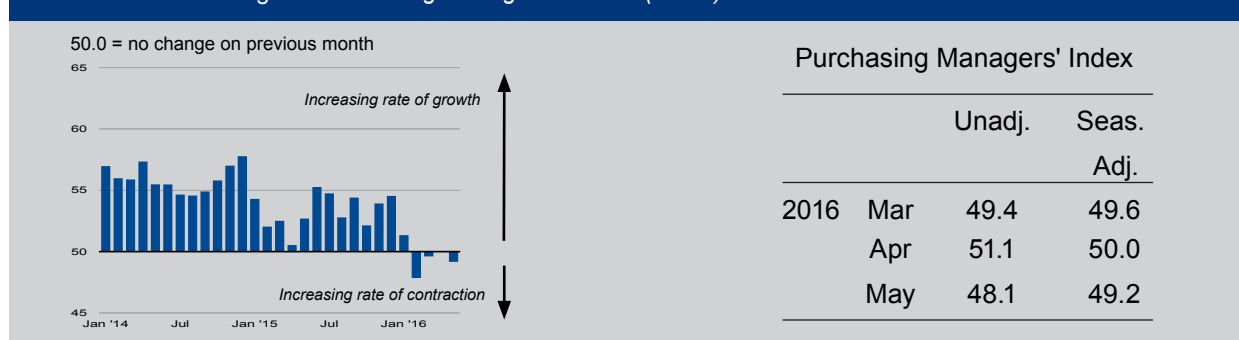 50.0 = no change on previous month
65
Increasing rate of growth
60
55
50
Increasing rate of contraction
45
Jan '14 Jul Jan '15 Jul Jan '16
Purchasing Managers' Index
Unadj. Seas.
Adj.
2016 Mar 49.4 49.6
Apr 51.1 50.0
May 48.1 49.2